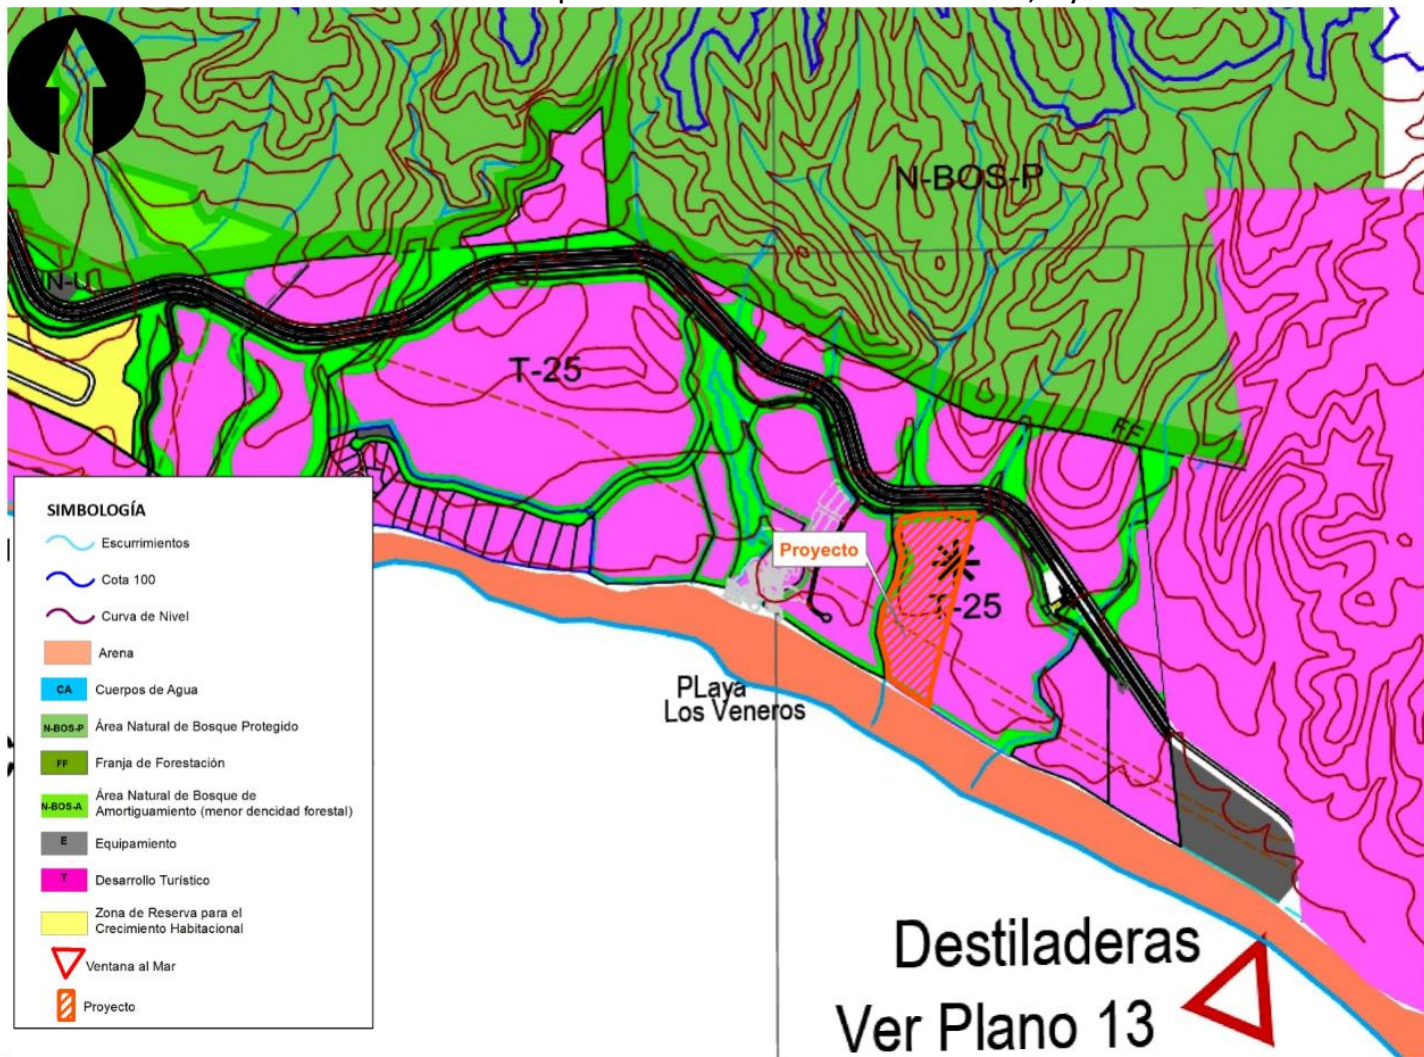 N-BOS-P
N-U
T-25
FF
Proyecto
T-25
PLaya
Los Veneros
SIMBOLOGÍA
Escurrimientos
Cota 100
Curva de Nivel
Arena
CA Cuerpos de Agua
N-BOS-P Área Natural de Bosque Protegido
FF Franja de Forestación
N-BOS-A Área Natural de Bosque de
Amortiguamiento (menor dencidad forestal)
E Equipamiento
T Desarrollo Turístico
Zona de Reserva para el
Crecimiento Habitacional
Ventana al Mar
Proyecto
Destiladeras
Ver Plano 13